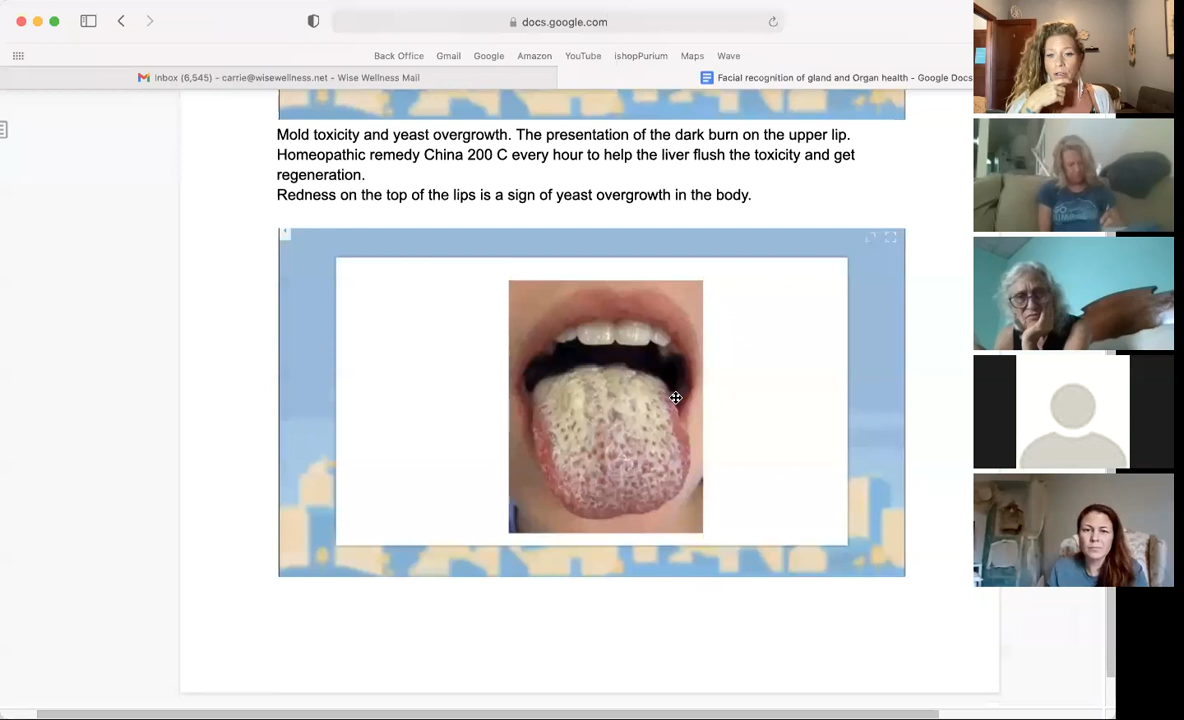 docs.google.com
Back Office Gmail Google Amazon YouTube ishopPurium Maps Wave
Inbox (6,545) - carrie@wisewellness.net - Wise Wellness Mail
Facial recognition of gland and Organ health - Google Docs
Mold toxicity and yeast overgrowth. The presentation of the dark burn on the upper lip.
Homeopathic remedy China 200 C every hour to help the liver flush the toxicity and get
regeneration.
Redness on the top of the lips is a sign of yeast overgrowth in the body.